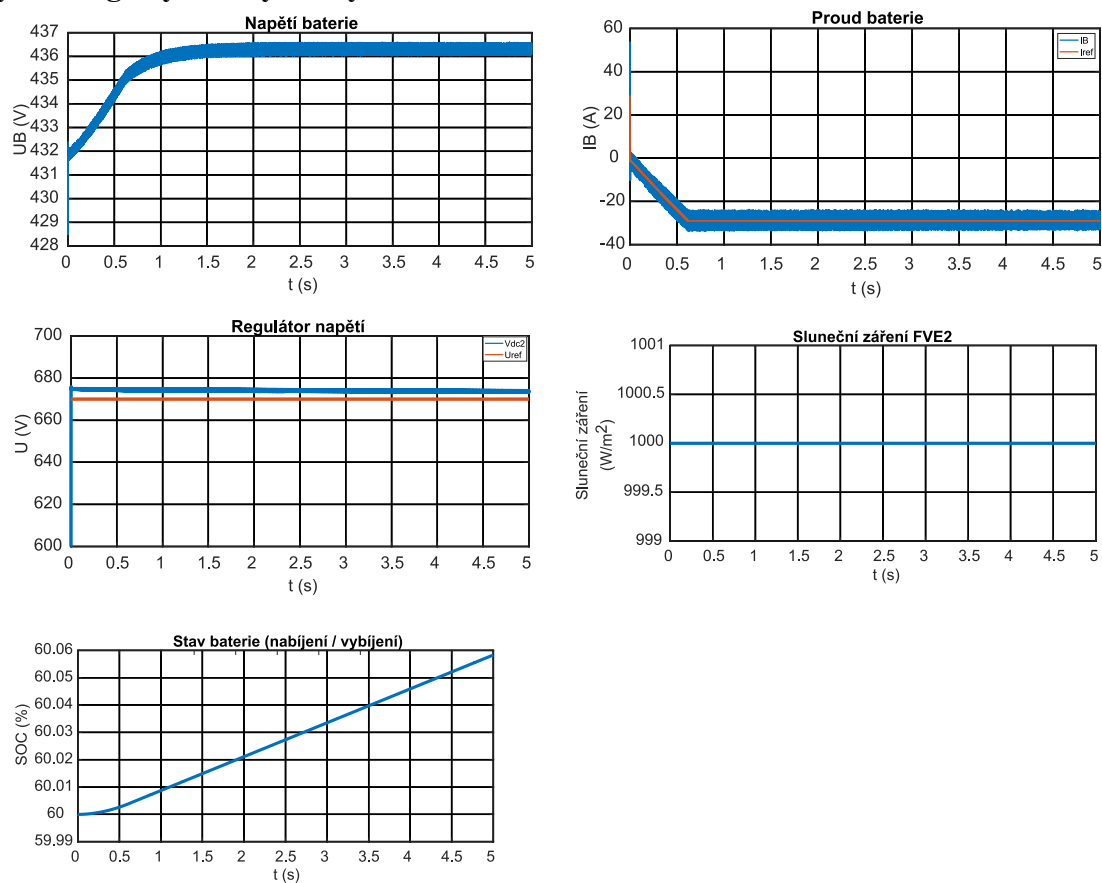 Napětí baterie
437
436
435
434
433
432
431
430
429
428
UB (V)
0 0.5 1 1.5 2 2.5 3 3.5 4 4.5 5
t (s)
Proud baterie
60
40
20
0
-20
-40
IB (A)
IB
Iref
0 0.5 1 1.5 2 2.5 3 3.5 4 4.5 5
t (s)
Regulátor napětí
700
680
660
640
620
600
U (V)
Vdc2
Uref
0 0.5 1 1.5 2 2.5 3 3.5 4 4.5 5
t (s)
Sluneční záření FVE2
1001
1000.5
1000
999.5
999
Sluneční záření
(W/m²)
0 0.5 1 1.5 2 2.5 3 3.5 4 4.5 5
t (s)
Stav baterie (nabíjení / vybíjení)
60.06
60.05
60.04
60.03
60.02
60.01
60
59.99
SOC (%)
0 0.5 1 1.5 2 2.5 3 3.5 4 4.5 5
t (s)